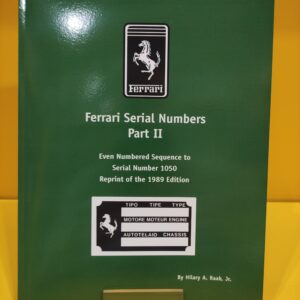 Ferrari
Ferrari Serial Numbers
Part II
Even Numbered Sequence to
Serial Number 1050
Reprint of the 1989 Edition
TIPO TIPE TYPE
MOTORE MOTEUR ENGINE
AUTOTELAIO CHASSIS
By Hilary A. Raab, Jr.